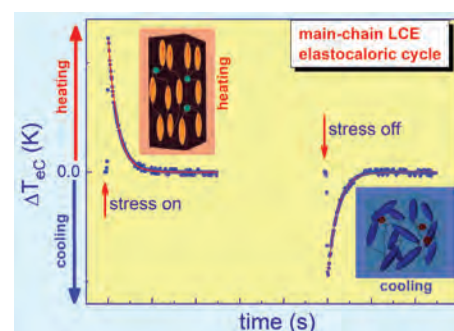 main-chain LCE
elastocaloric cycle
heating
heating
ΔT_eC (K)
0.0
stress on
stress off
cooling
cooling
time (s)